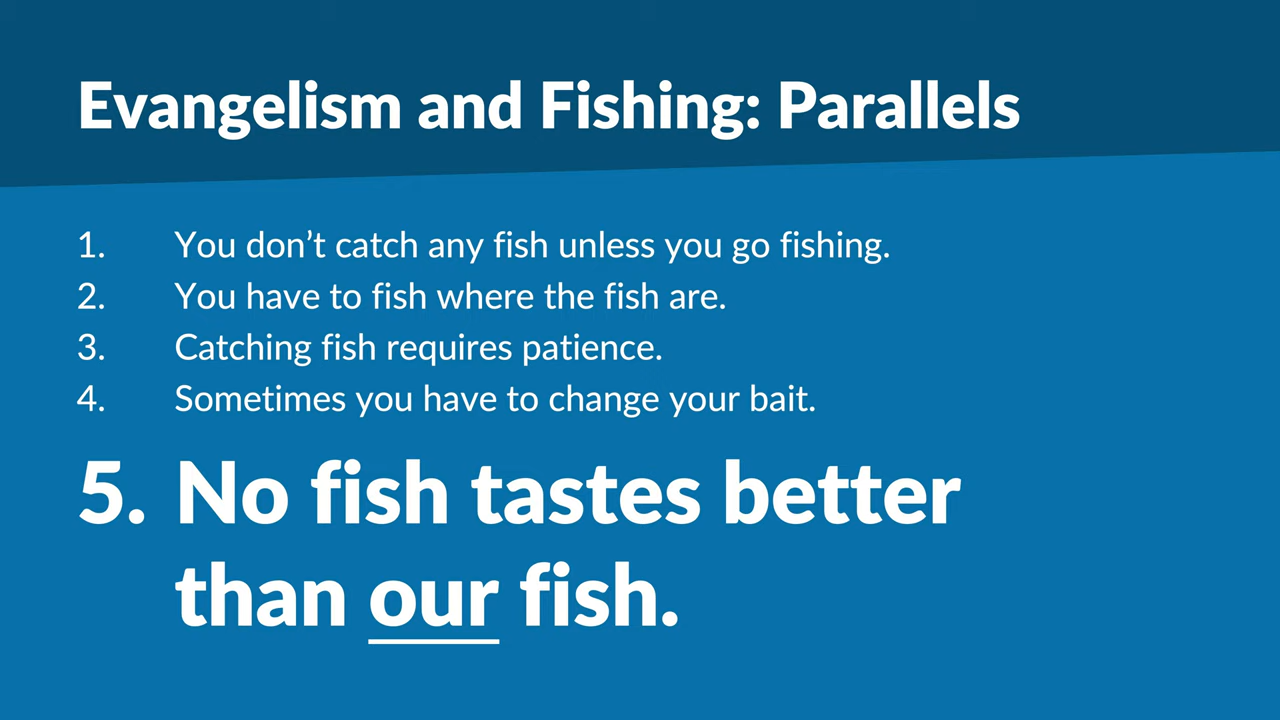 Evangelism and Fishing: Parallels
1. You don’t catch any fish unless you go fishing.
2. You have to fish where the fish are.
3. Catching fish requires patience.
4. Sometimes you have to change your bait.
5. No fish tastes better
than our fish.